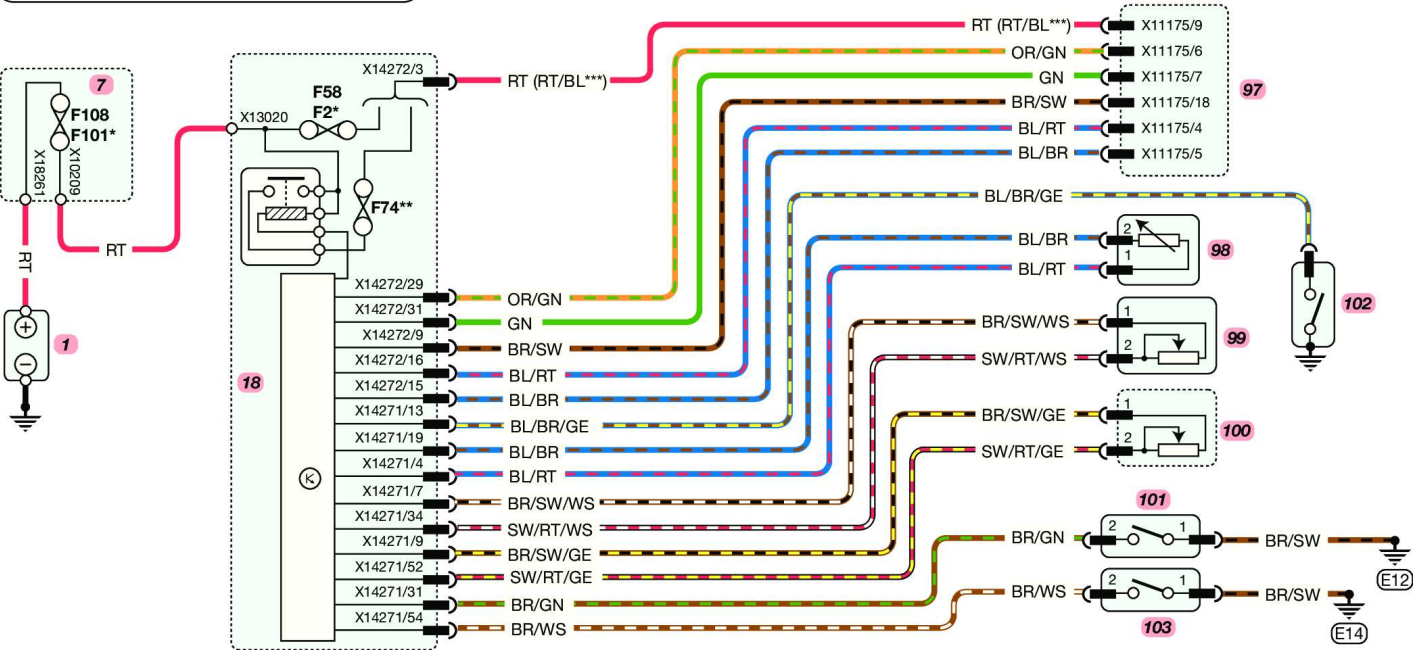 7
F108
F101*
X18261
X10209
RT
RT
1
X13020
F58
F2*
F74**
18
X14272/3
X14272/29
X14272/31
X14272/9
X14272/16
X14272/15
X14271/13
X14271/19
X14271/4
X14271/7
X14271/34
X14271/9
X14271/52
X14271/31
X14271/54
RT (RT/BL***)
OR/GN
GN
BR/SW
BL/RT
BL/BR
BL/BR/GE
BL/BR
BL/RT
BR/SW/WS
SW/RT/WS
BR/SW/GE
SW/RT/GE
BR/GN
BR/WS
RT (RT/BL***) X11175/9
OR/GN X11175/6
GN X11175/7
BR/SW X11175/18
BL/RT X11175/4
BL/BR X11175/5
97
BL/BR/GE
102
BL/BR 2
BL/RT 1
98
BR/SW/WS 1
SW/RT/WS 2
99
BR/SW/GE 1
SW/RT/GE 2
100
101
BR/GN 2 1 BR/SW
E12
BR/WS 2 1 BR/SW
103
E14